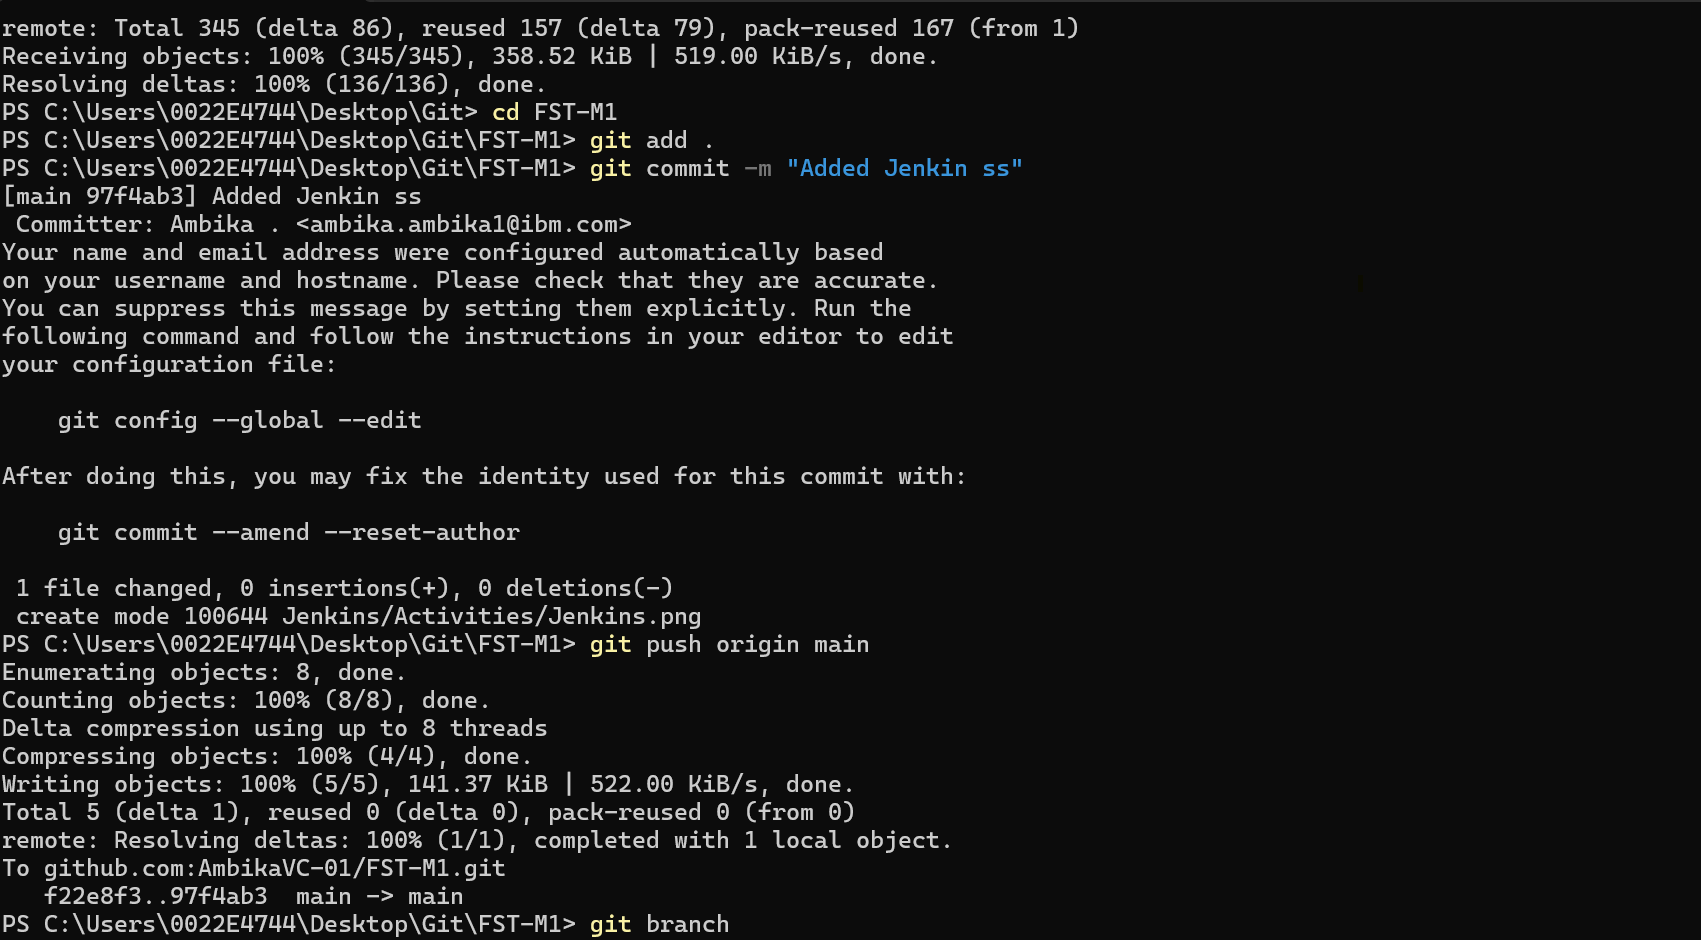 remote: Total 345 (delta 86), reused 157 (delta 79), pack-reused 167 (from 1)
Receiving objects: 100% (345/345), 358.52 KiB | 519.00 KiB/s, done.
Resolving deltas: 100% (136/136), done.
PS C:\Users\0022E4744\Desktop\Git> cd FST-M1
PS C:\Users\0022E4744\Desktop\Git\FST-M1> git add .
PS C:\Users\0022E4744\Desktop\Git\FST-M1> git commit -m "Added Jenkin ss"
[main 97f4ab3] Added Jenkin ss
 Committer: Ambika . <ambika.ambika1@ibm.com>
Your name and email address were configured automatically based
on your username and hostname. Please check that they are accurate.
You can suppress this message by setting them explicitly. Run the
following command and follow the instructions in your editor to edit
your configuration file:

    git config --global --edit

After doing this, you may fix the identity used for this commit with:

    git commit --amend --reset-author

 1 file changed, 0 insertions(+), 0 deletions(-)
 create mode 100644 Jenkins/Activities/Jenkins.png
PS C:\Users\0022E4744\Desktop\Git\FST-M1> git push origin main
Enumerating objects: 8, done.
Counting objects: 100% (8/8), done.
Delta compression using up to 8 threads
Compressing objects: 100% (4/4), done.
Writing objects: 100% (5/5), 141.37 KiB | 522.00 KiB/s, done.
Total 5 (delta 1), reused 0 (delta 0), pack-reused 0 (from 0)
remote: Resolving deltas: 100% (1/1), completed with 1 local object.
To github.com:AmbikaVC-01/FST-M1.git
   f22e8f3..97f4ab3  main -> main
PS C:\Users\0022E4744\Desktop\Git\FST-M1> git branch